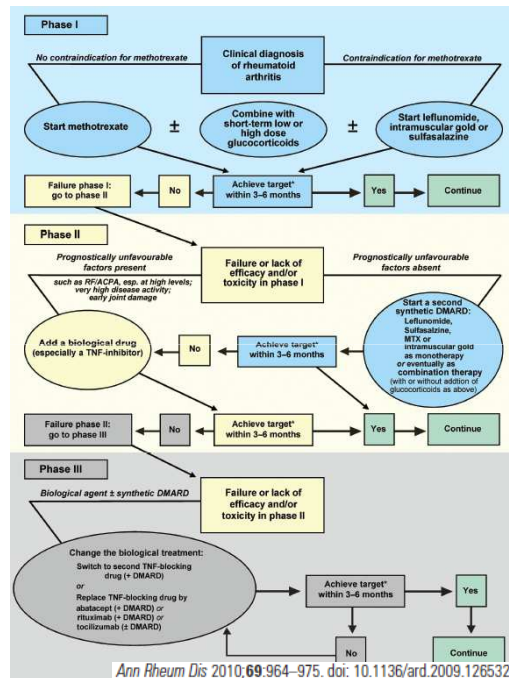 Phase I
No contraindication for methotrexate
Clinical diagnosis
of rheumatoid
arthritis
Contraindication for methotrexate
Start methotrexate
±
Combine with
short-term low or
high dose
glucocorticoids
±
Start leflunomide,
intramuscular gold or
sulfasalazine
Failure phase I:
go to phase II
No
Achieve target*
within 3–6 months
Yes
Continue
Phase II
Prognostically unfavourable
factors present
such as RF/ACPA, esp. at high levels;
very high disease activity;
early joint damage
Failure or lack of
efficacy and/or
toxicity in phase I
Prognostically unfavourable
factors absent
Add a biological drug
(especially a TNF-inhibitor)
No
Achieve target*
within 3–6 months
Start a second
synthetic DMARD:
Leflunomide,
Sulfasalzine,
MTX or
intramuscular gold
as monotherapy
or eventually as
combination therapy
(with or without addition of
glucocorticoids as above)
Failure phase II:
go to phase III
No
Achieve target*
within 3–6 months
Yes
Continue
Phase III
Biological agent ± synthetic DMARD
Failure or lack of
efficacy and/or
toxicity in phase II
Change the biological treatment:
Switch to second TNF-blocking
drug (+ DMARD)
or
Replace TNF-blocking drug by
abatacept (+ DMARD) or
rituximab (+ DMARD) or
tocilizumab (± DMARD)
Achieve target*
within 3–6 months
Yes
No
Continue
Ann Rheum Dis 2010;69:964–975. doi: 10.1136/ard.2009.126532